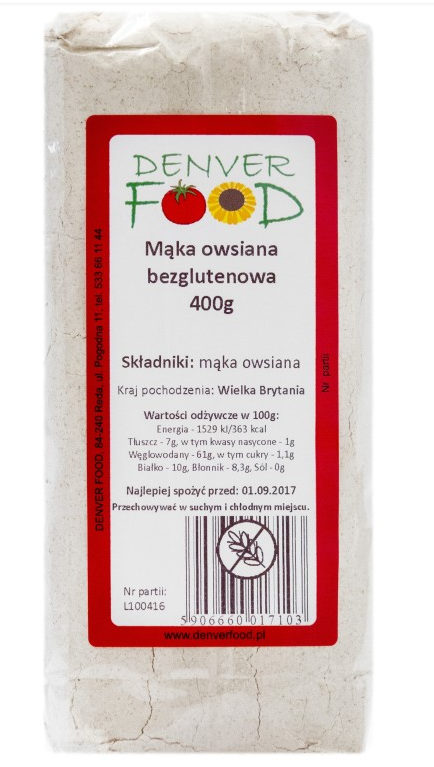 DENVER
FOOD
Mąka owsiana
bezglutenowa
400g
Składniki: mąka owsiana
Kraj pochodzenia: Wielka Brytania
Wartości odżywcze w 100g:
Energia - 1529 kJ/363 kcal
Tłuszcz - 7g, w tym kwasy nasycone - 1g
Węglowodany - 61g, w tym cukry - 1,1g
Białko - 10g, Błonnik - 8,3g, Sól - 0g
Najlepiej spożyć przed: 01.09.2017
Przechowywać w suchym i chłodnym miejscu.
Nr partii:
L100416
5906660017103
www.denverfood.pl
DENVER FOOD, 84-240 Reda, ul. Pogodna 11, tel. 533 66 11 44
Nr partii